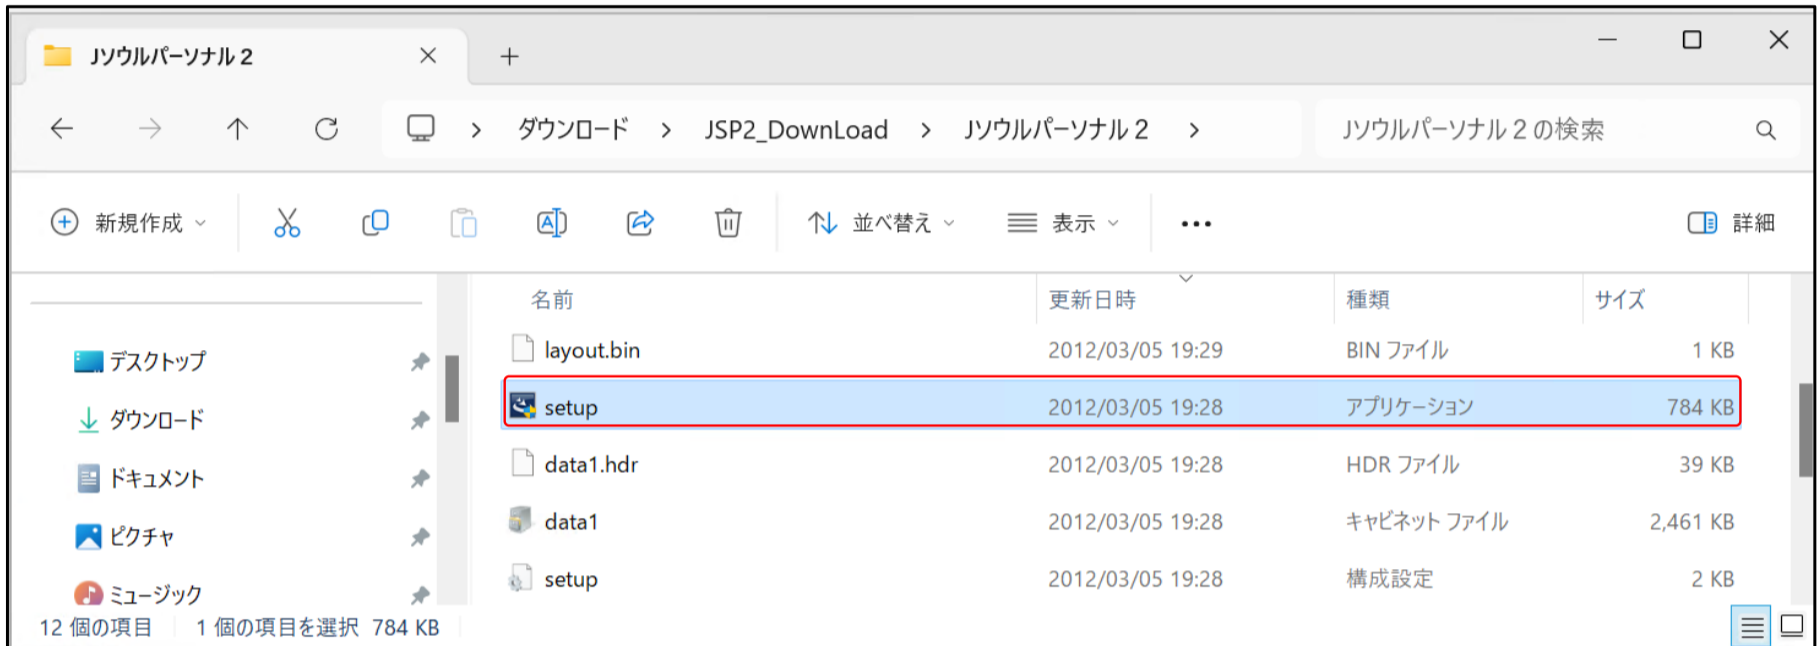 Jソウルパーソナル２
ダウンロード JSP2_DownLoad Jソウルパーソナル２ Jソウルパーソナル２の検索
新規作成 並べ替え 表示 詳細
名前 更新日時 種類 サイズ
デスクトップ
ダウンロード
ドキュメント
ピクチャ
ミュージック
layout.bin 2012/03/05 19:29 BIN ファイル 1 KB
setup 2012/03/05 19:28 アプリケーション 784 KB
data1.hdr 2012/03/05 19:28 HDR ファイル 39 KB
data1 2012/03/05 19:28 キャビネット ファイル 2,461 KB
setup 2012/03/05 19:28 構成設定 2 KB
12 個の項目 1 個の項目を選択 784 KB